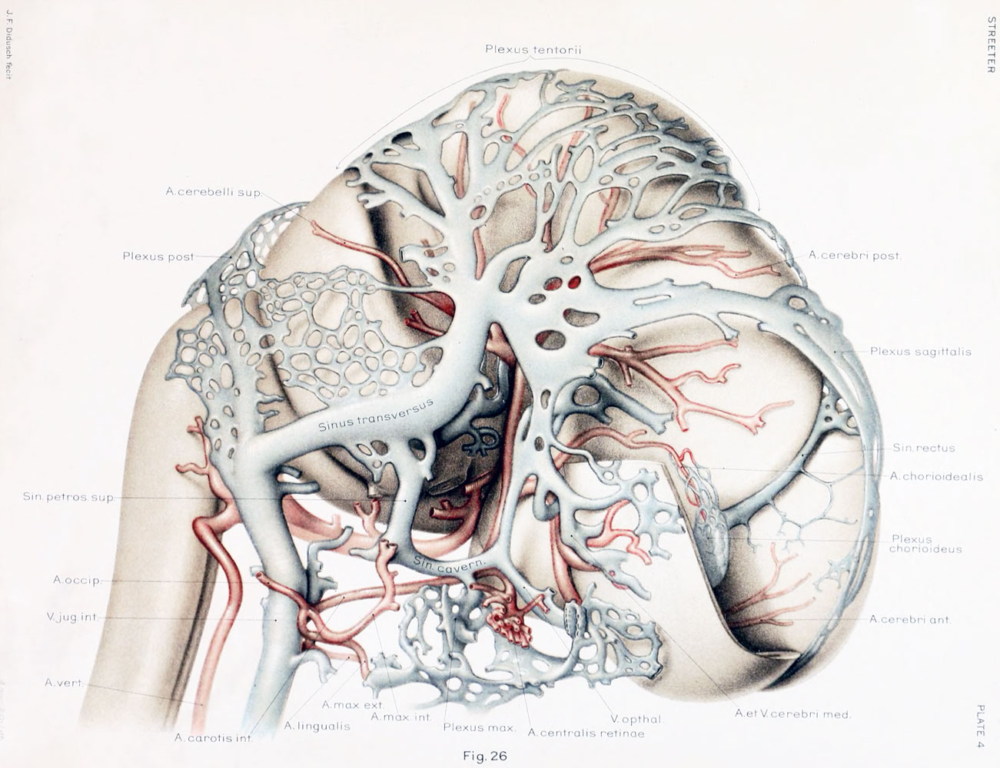 J. F. Didusch fecit
STREETER
Plexus tentorii
A. cerebelli sup.
Plexus post
A. cerebri post.
Plexus sagittalis
Sinus transversus
Sin. rectus
A. chorioidealis
Sin. petros. sup.
Plexus
chorioideus
Sin. cavern.
A. occip.
V. jug. int.
A. cerebri ant.
A. vert.
A. max ext.
A. max. int.
A. lingualis
Plexus max.
V. opthal.
A. et V. cerebri med.
A. centralis retinae
A. carotis int.
Fig. 26
PLATE 4